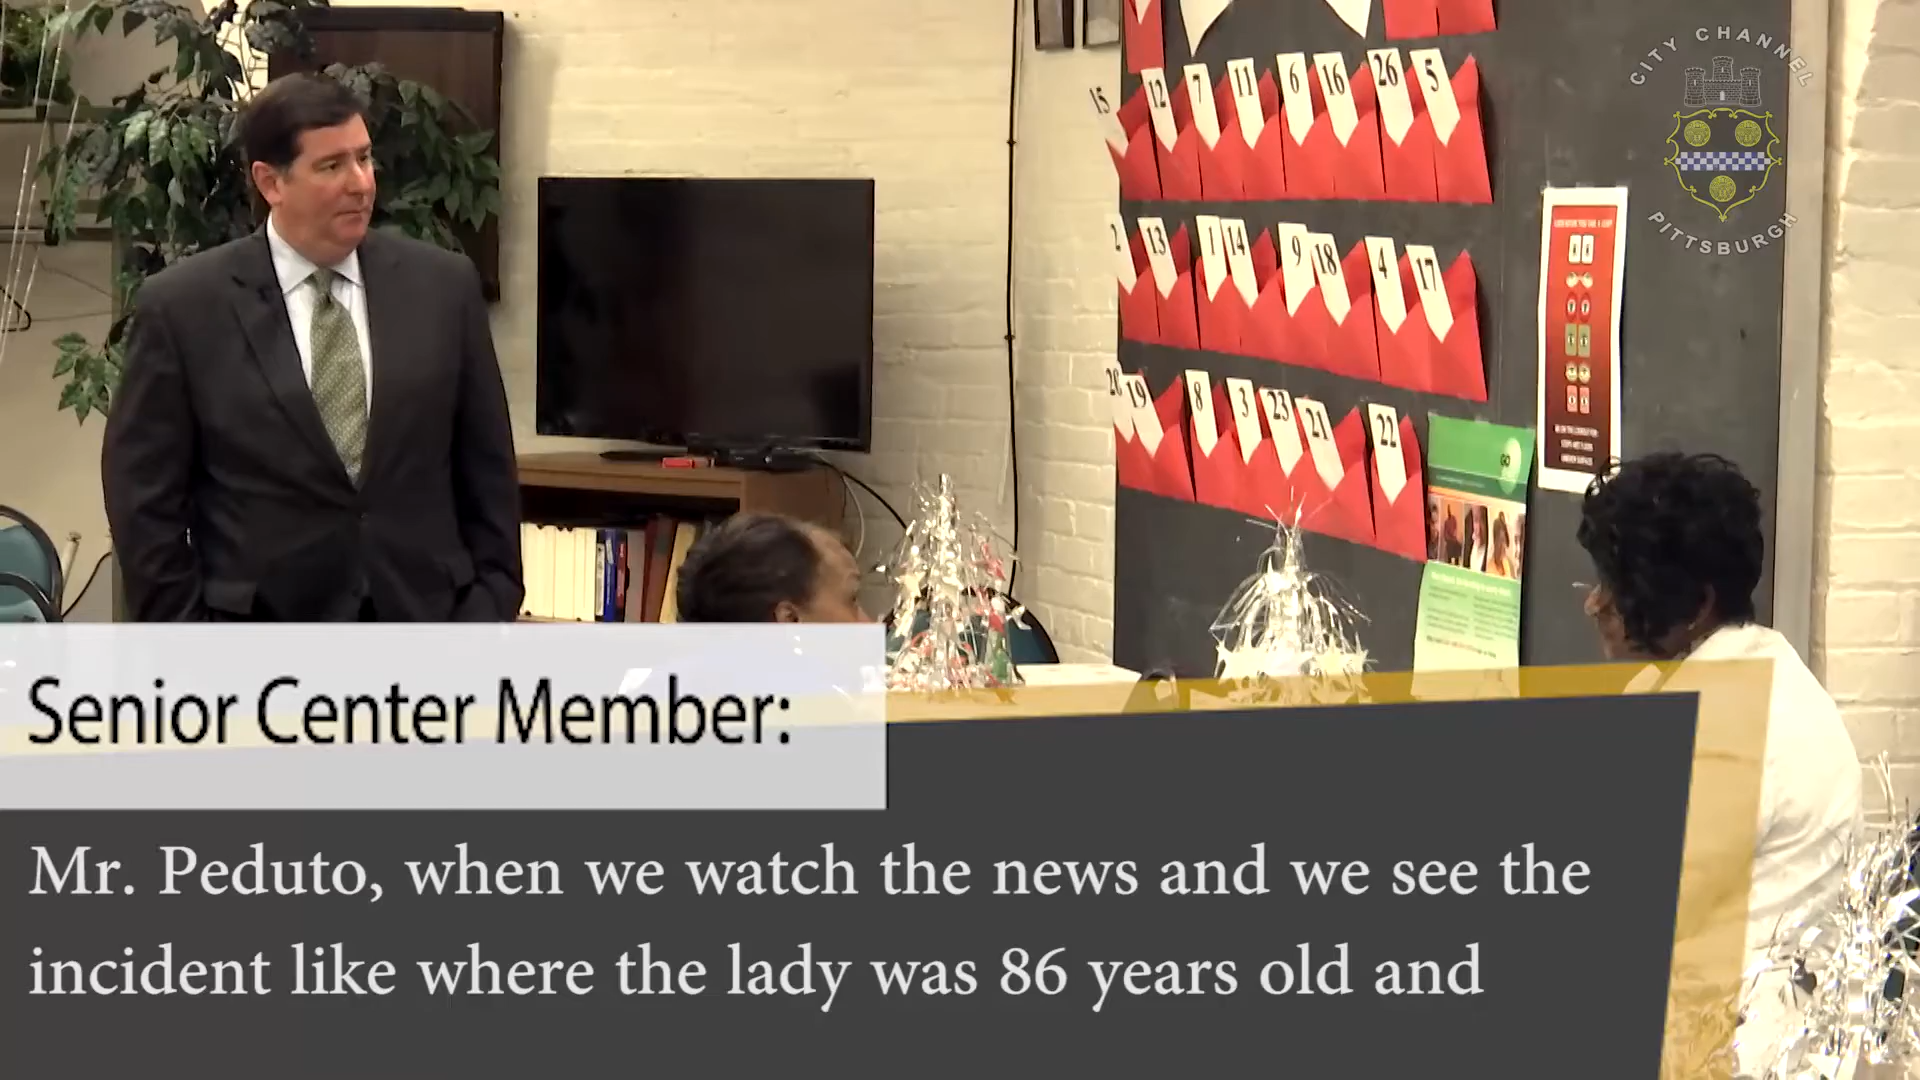 CITY CHANNEL
PITTSBURGH
15 12 7 11 6 16 26 5
2 13 1 14 9 18 4 17
19 8 3 23 21 22
GO
Senior Center Member:
Mr. Peduto, when we watch the news and we see the
incident like where the lady was 86 years old and